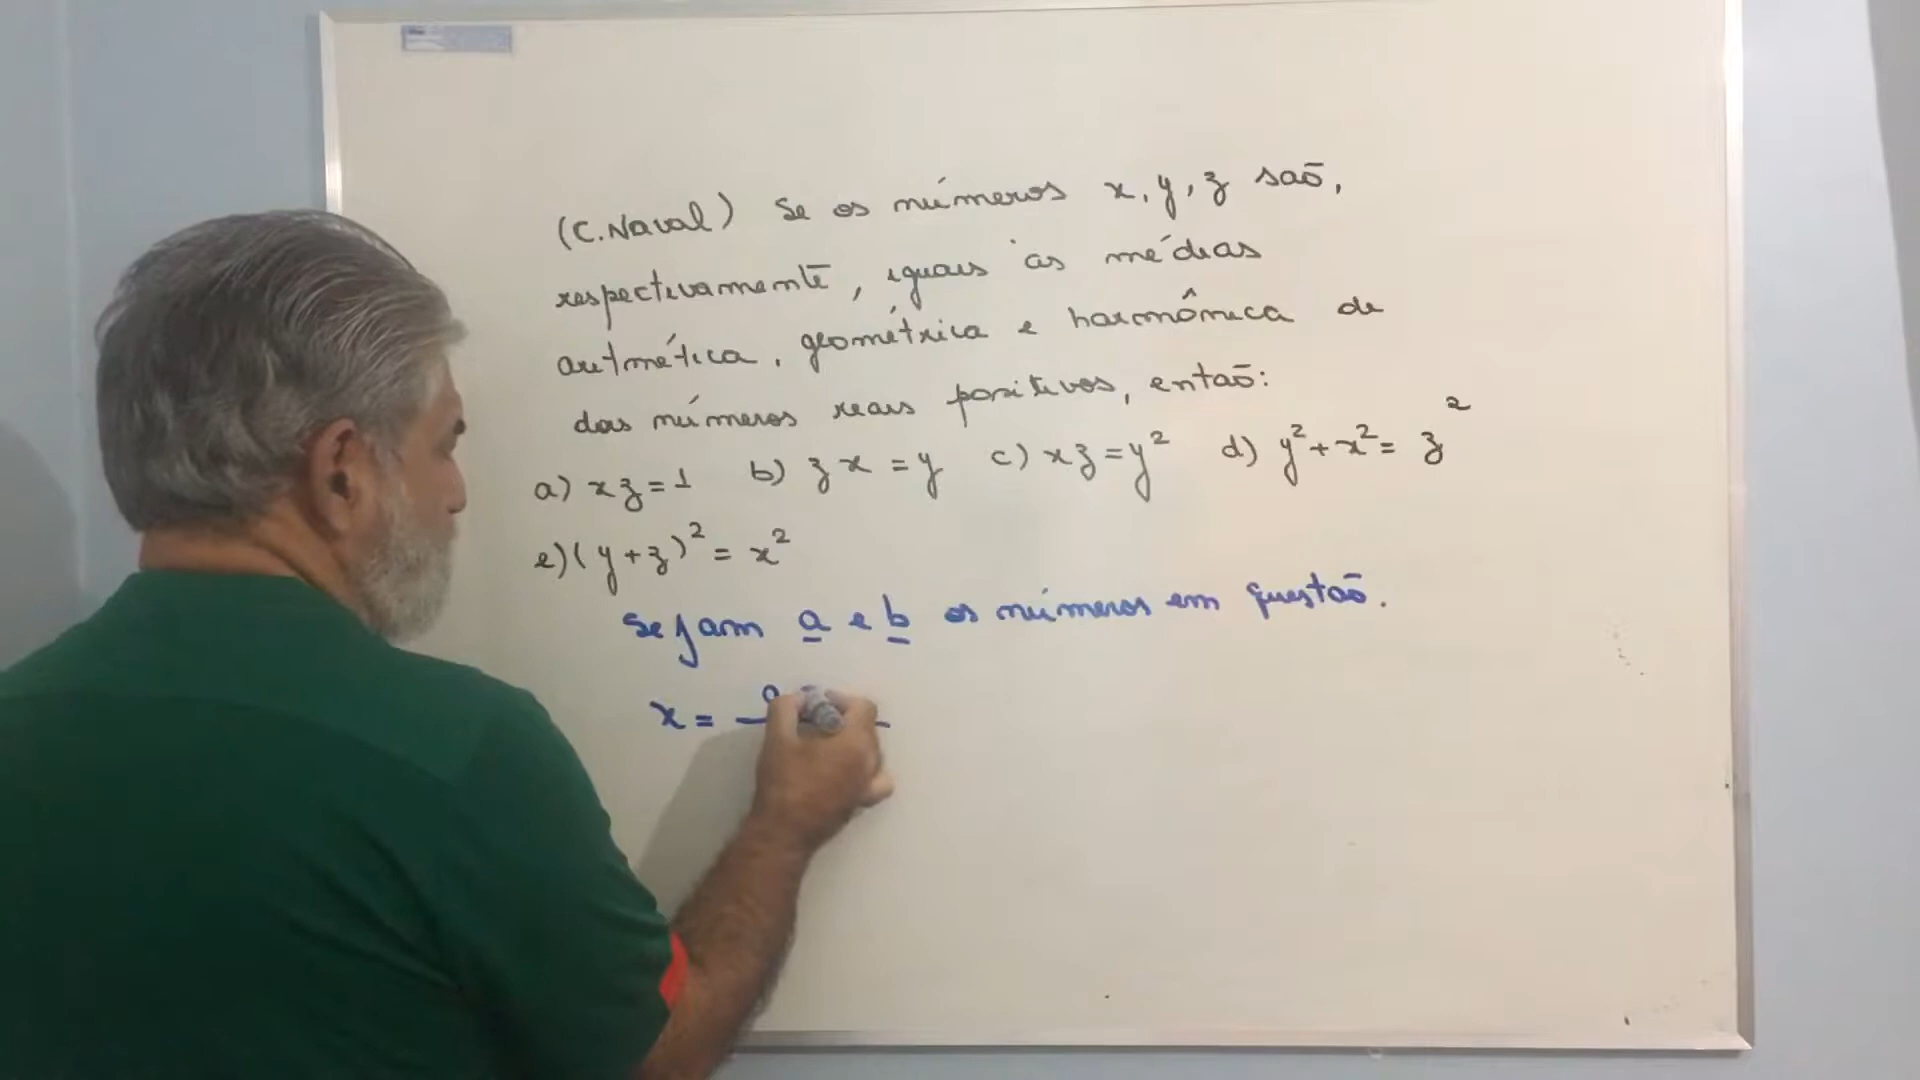 (C. Naval) Se os números x, y, z são,
respectivamente, iguais às médias
aritmética, geométrica e harmônica de
dois números reais positivos, então:
a) xz = 1 b) zx = y c) xz = y² d) y² + x² = z²
e) (y + z)² = x²
Sejam a e b os números em questão.
x = a